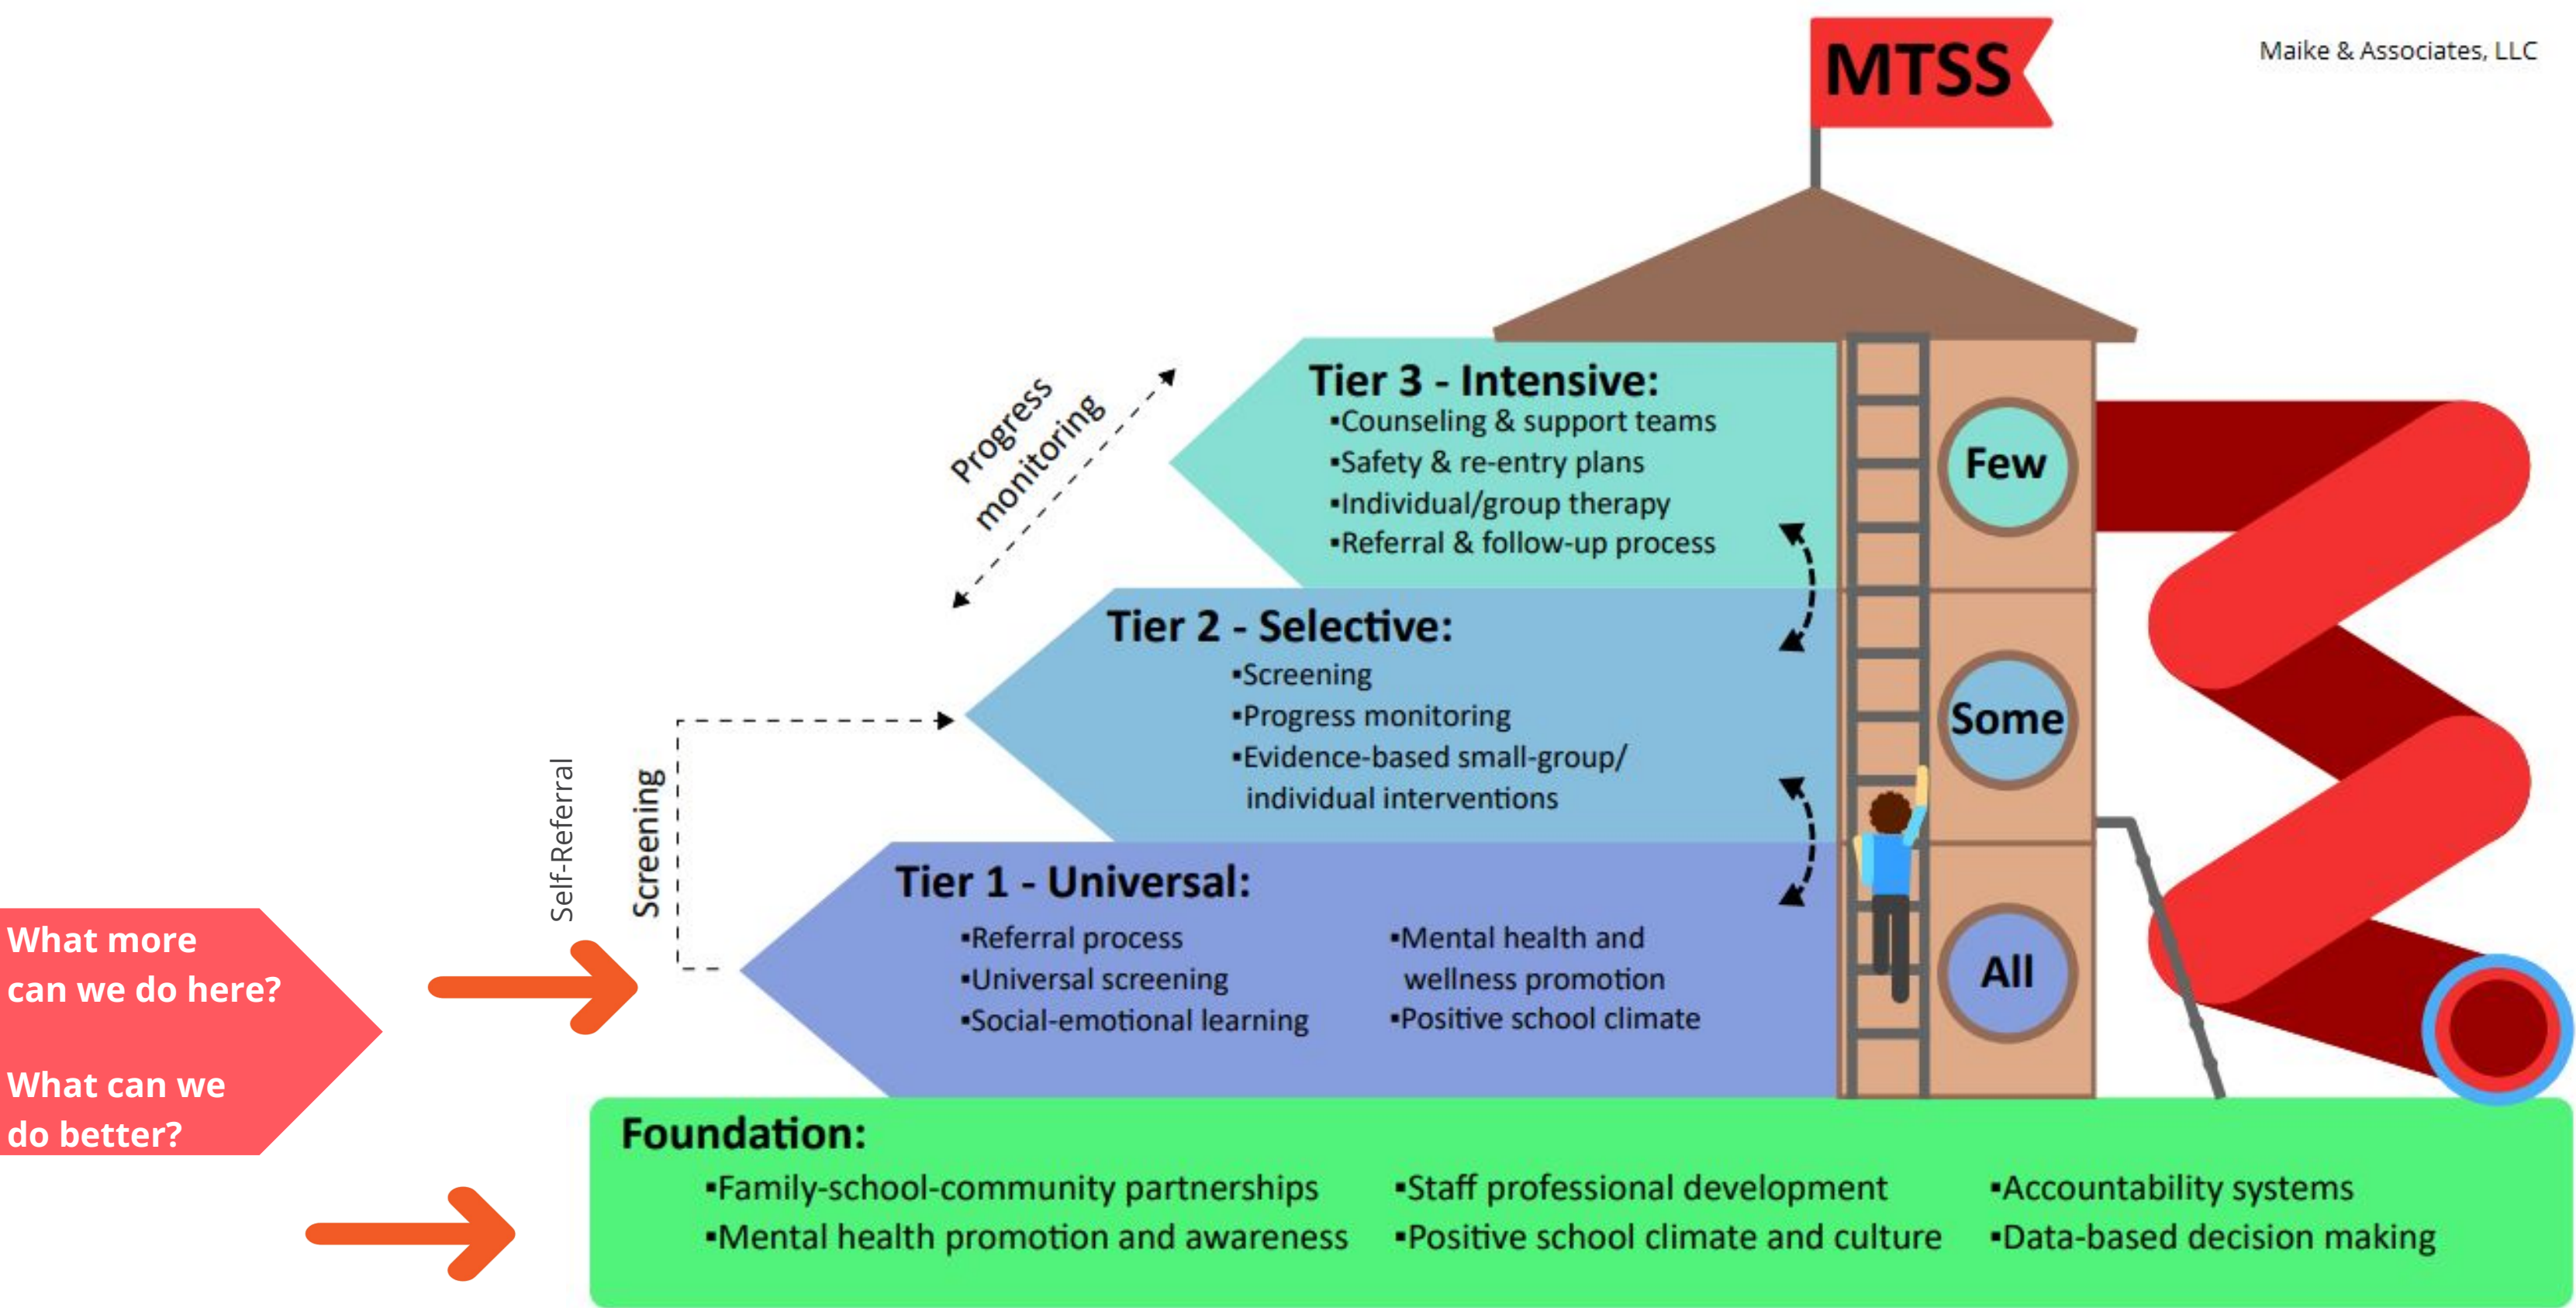 MTSS
Maike & Associates, LLC
Progress
monitoring
Tier 3 - Intensive:
▪Counseling & support teams
▪Safety & re-entry plans
▪Individual/group therapy
▪Referral & follow-up process
Few
Tier 2 - Selective:
▪Screening
▪Progress monitoring
▪Evidence-based small-group/
individual interventions
Some
Self-Referral
Screening
Tier 1 - Universal:
▪Referral process
▪Universal screening
▪Social-emotional learning
▪Mental health and
wellness promotion
▪Positive school climate
All
What more
can we do here?
What can we
do better?
Foundation:
▪Family-school-community partnerships
▪Mental health promotion and awareness
▪Staff professional development
▪Positive school climate and culture
▪Accountability systems
▪Data-based decision making